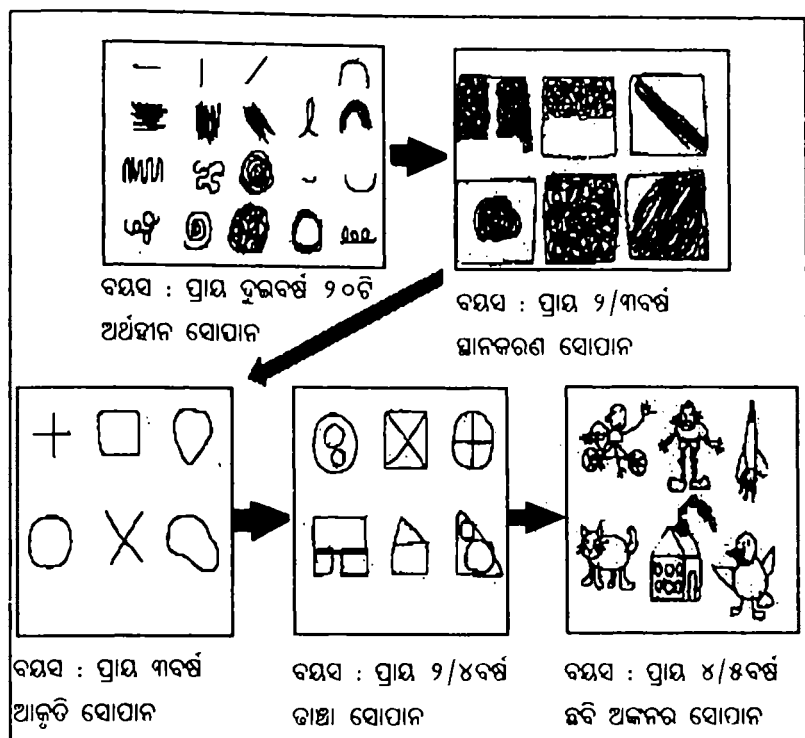 ବୟସ : ପ୍ରାୟ ଦୁଇବର୍ଷ ୨୦ଟି
ଅର୍ଥହୀନ ସୋପାନ
ବୟସ : ପ୍ରାୟ ୨/୩ବର୍ଷ
ସ୍ଥାନକରଣ ସୋପାନ
ବୟସ : ପ୍ରାୟ ୩ବର୍ଷ
ଆକୃତି ସୋପାନ
ବୟସ : ପ୍ରାୟ ୨/୪ବର୍ଷ
ଢାଞ୍ଚା ସୋପାନ
ବୟସ : ପ୍ରାୟ ୪/୫ବର୍ଷ
ଛବି ଅଙ୍କନର ସୋପାନ